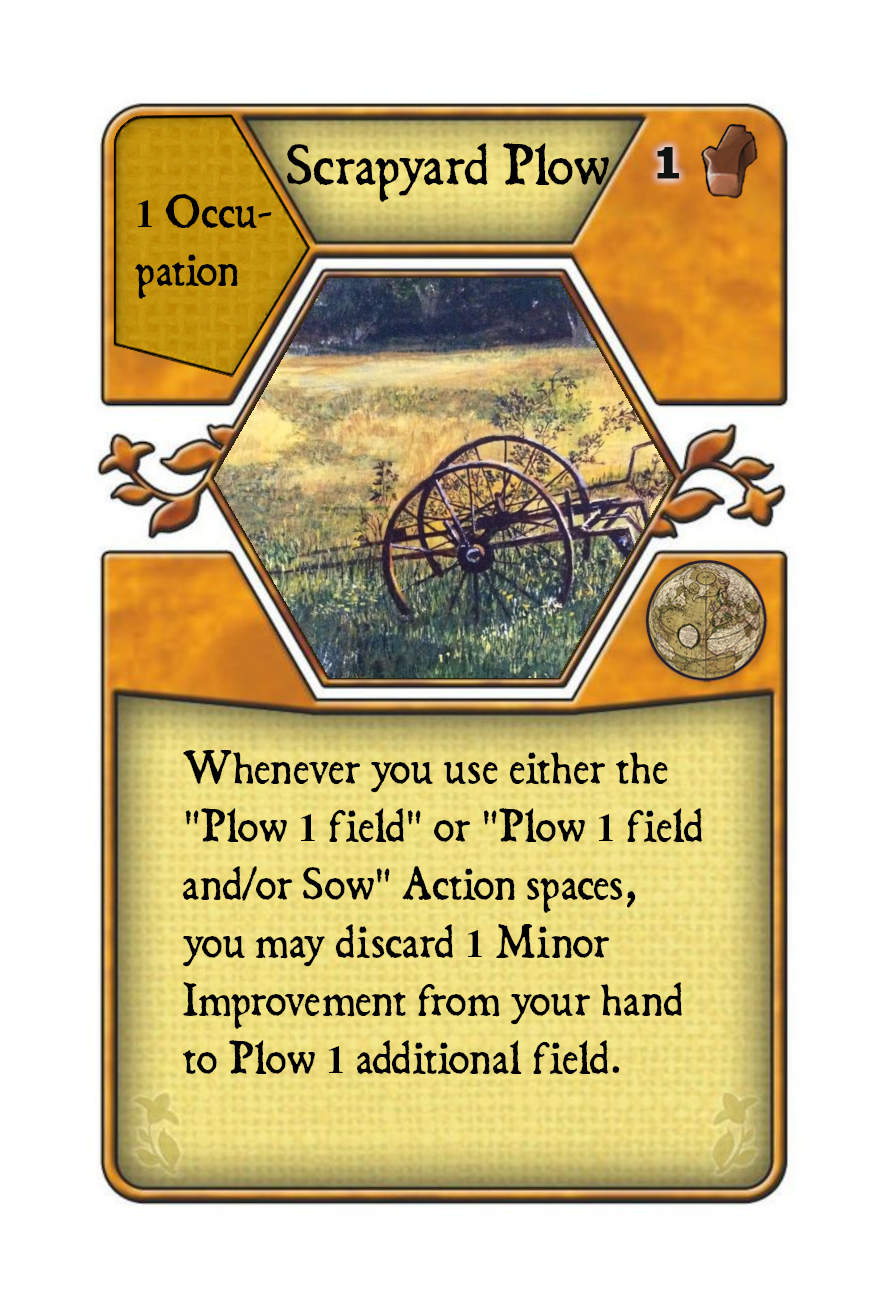 Scrapyard Plow
1
1 Occu-
pation
Whenever you use either the
"Plow 1 field" or "Plow 1 field
and/or Sow" Action spaces,
you may discard 1 Minor
Improvement from your hand
to Plow 1 additional field.